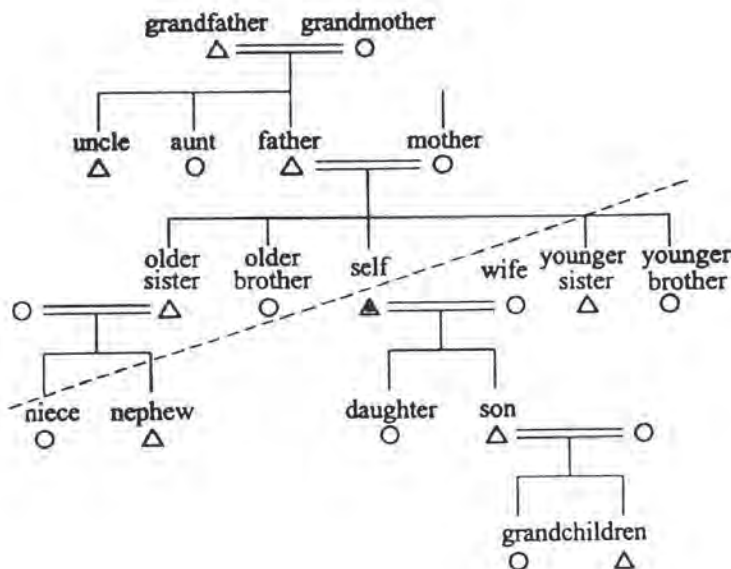 grandfather grandmother
uncle aunt father mother
older sister older brother self wife younger sister younger brother
niece nephew daughter son
grandchildren